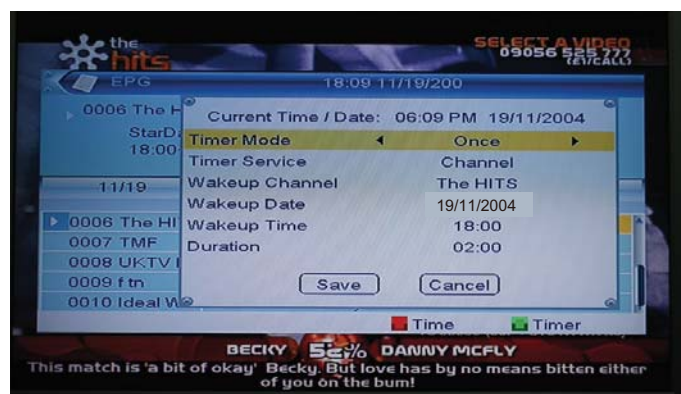 the
hits
SELECT A VIDEO
09056 525 777
(£1/CALL)
EPG
18:09 11/19/200
0006 The H
StarDa
18:00
Current Time / Date: 06:09 PM 19/11/2004
Timer Mode Once
Timer Service Channel
Wakeup Channel The HITS
Wakeup Date 19/11/2004
Wakeup Time 18:00
Duration 02:00
Save Cancel
11/19
0006 The HI
0007 TMF
0008 UKTV
0009 f tn
0010 Ideal W
Time Timer
BECKY DANNY MCFLY
This match is 'a bit of okay' Becky. But love has by no means bitten either
of you on the bum!